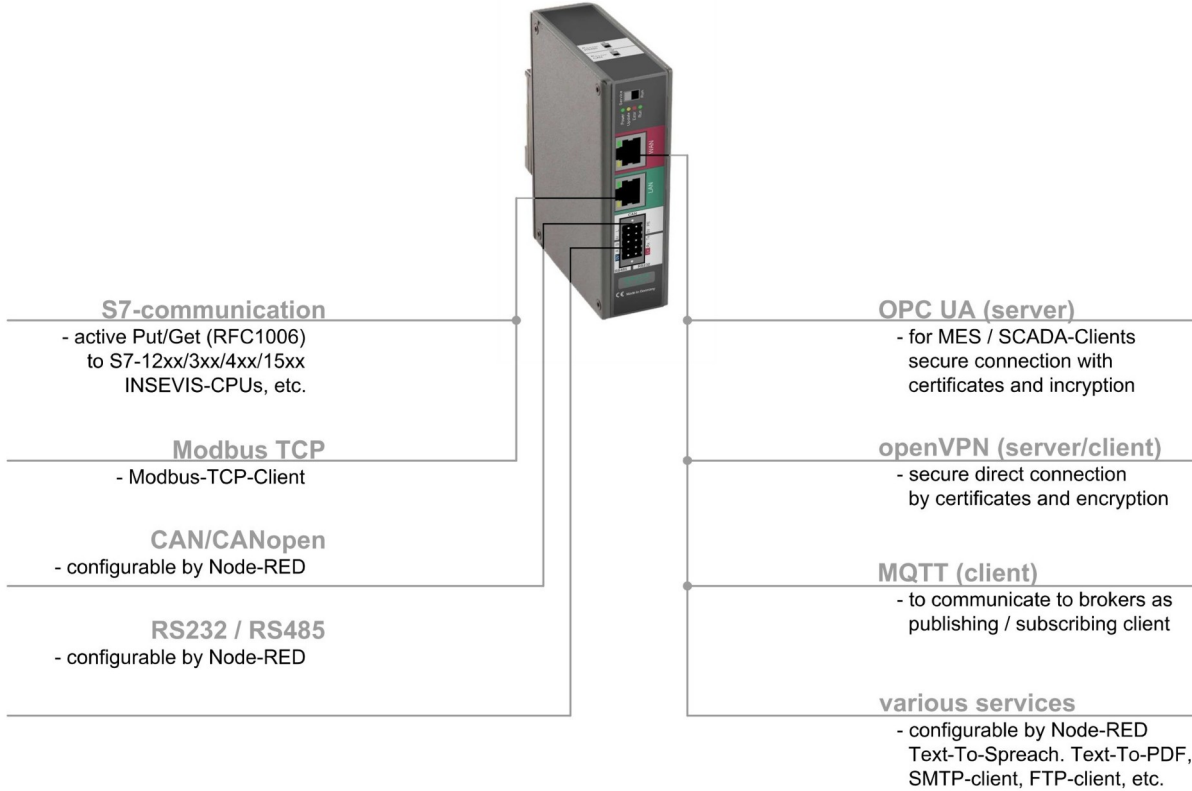 WAN
LAN
S7-communication
- active Put/Get (RFC1006)
to S7-12xx/3xx/4xx/15xx
INSEVIS-CPUs, etc.
Modbus TCP
- Modbus-TCP-Client
CAN/CANopen
- configurable by Node-RED
RS232 / RS485
- configurable by Node-RED
OPC UA (server)
- for MES / SCADA-Clients
secure connection with
certificates and incryption
openVPN (server/client)
- secure direct connection
by certificates and encryption
MQTT (client)
- to communicate to brokers as
publishing / subscribing client
various services
- configurable by Node-RED
Text-To-Spreach. Text-To-PDF,
SMTP-client, FTP-client, etc.